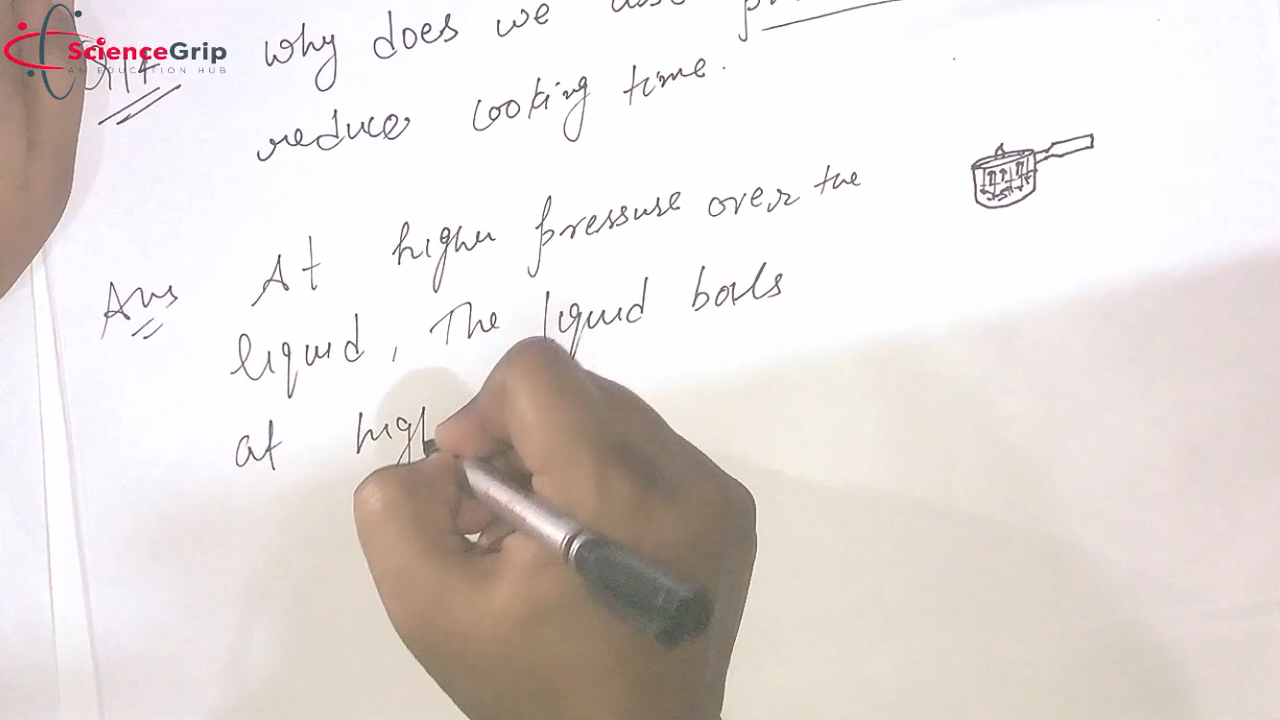 ScienceGrip
AN EDUCATION HUB
why does we
reduce cooking time.
Ans At higher pressure over the
liquid, The liquid boils
at high